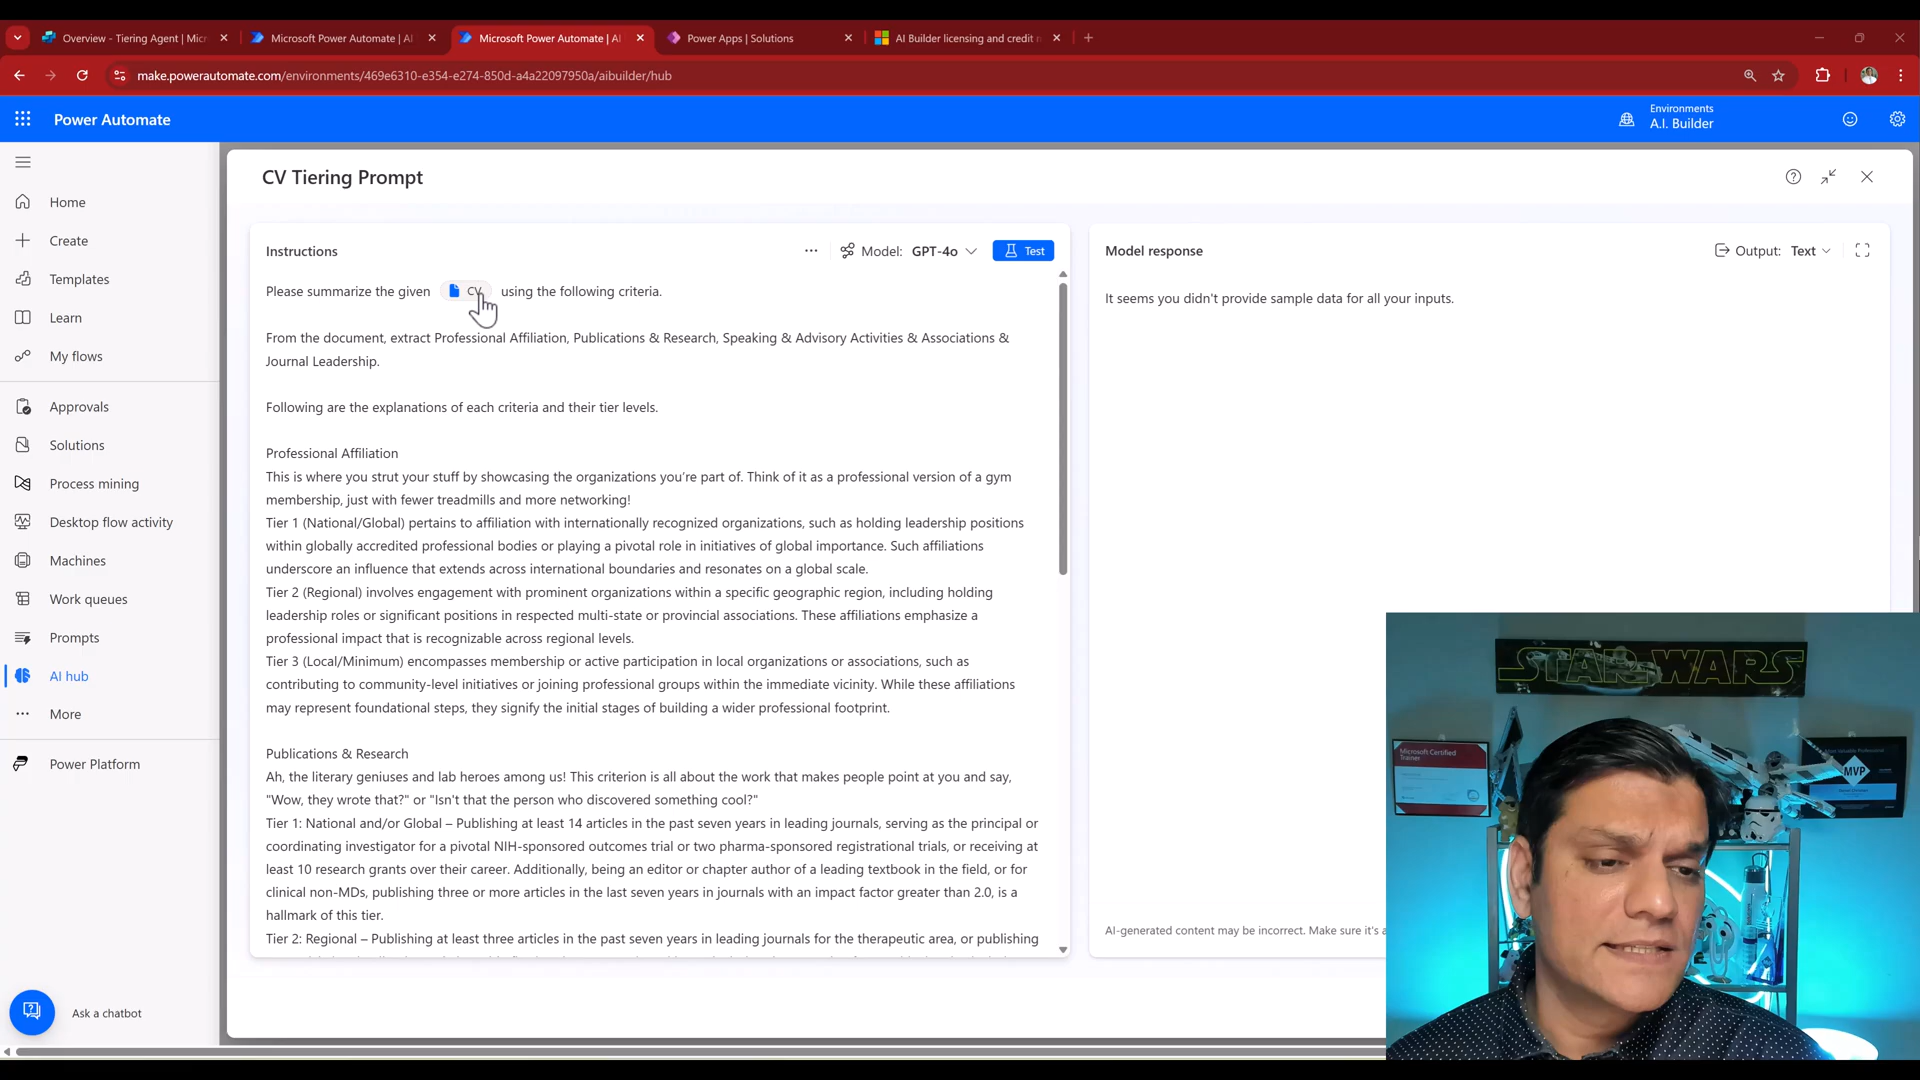 Overview - Tiering Agent | Micr
Microsoft Power Automate | AI
Microsoft Power Automate | AI
Power Apps | Solutions
AI Builder licensing and credit
make.powerautomate.com/environments/469e6310-e354-e274-850d-a4a22097950a/aibuilder/hub
Power Automate
Environments
A.I. Builder
Home
Create
Templates
Learn
My flows
Approvals
Solutions
Process mining
Desktop flow activity
Machines
Work queues
Prompts
AI hub
More
Power Platform
Ask a chatbot
CV Tiering Prompt
Instructions
Model: GPT-4o
Test
Please summarize the given CV using the following criteria.
From the document, extract Professional Affiliation, Publications & Research, Speaking & Advisory Activities & Associations &
Journal Leadership.
Following are the explanations of each criteria and their tier levels.
Professional Affiliation
This is where you strut your stuff by showcasing the organizations you're part of. Think of it as a professional version of a gym
membership, just with fewer treadmills and more networking!
Tier 1 (National/Global) pertains to affiliation with internationally recognized organizations, such as holding leadership positions
within globally accredited professional bodies or playing a pivotal role in initiatives of global importance. Such affiliations
underscore an influence that extends across international boundaries and resonates on a global scale.
Tier 2 (Regional) involves engagement with prominent organizations within a specific geographic region, including holding
leadership roles or significant positions in respected multi-state or provincial associations. These affiliations emphasize a
professional impact that is recognizable across regional levels.
Tier 3 (Local/Minimum) encompasses membership or active participation in local organizations or associations, such as
contributing to community-level initiatives or joining professional groups within the immediate vicinity. While these affiliations
may represent foundational steps, they signify the initial stages of building a wider professional footprint.
Publications & Research
Ah, the literary geniuses and lab heroes among us! This criterion is all about the work that makes people point at you and say,
"Wow, they wrote that?" or "Isn't that the person who discovered something cool?"
Tier 1: National and/or Global – Publishing at least 14 articles in the past seven years in leading journals, serving as the principal or
coordinating investigator for a pivotal NIH-sponsored outcomes trial or two pharma-sponsored registrational trials, or receiving at
least 10 research grants over their career. Additionally, being an editor or chapter author of a leading textbook in the field, or for
clinical non-MDs, publishing three or more articles in the last seven years in journals with an impact factor greater than 2.0, is a
hallmark of this tier.
Tier 2: Regional – Publishing at least three articles in the past seven years in leading journals for the therapeutic area, or publishing
Model response
Output: Text
It seems you didn't provide sample data for all your inputs.
AI-generated content may be incorrect. Make sure it's a
STAR WARS
Microsoft Certified
Trainer
MVP